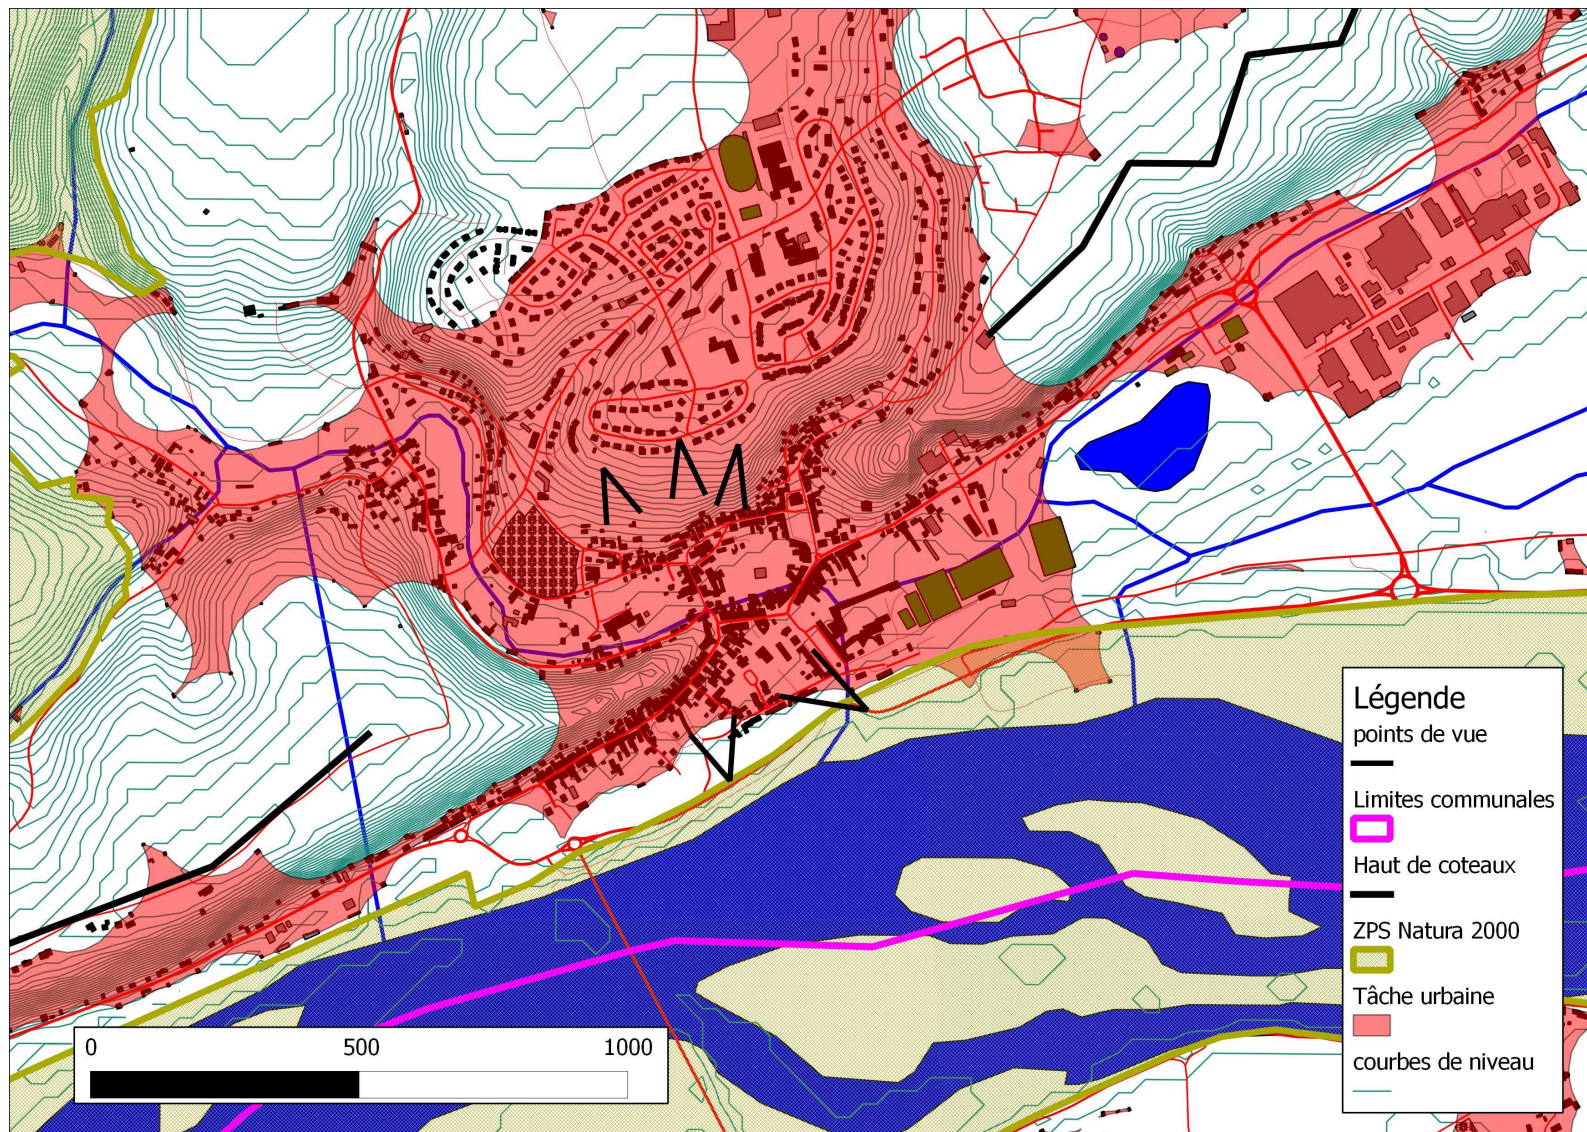 Légende
points de vue
Limites communales
Haut de coteaux
ZPS Natura 2000
Tâche urbaine
courbes de niveau
0 500 1000